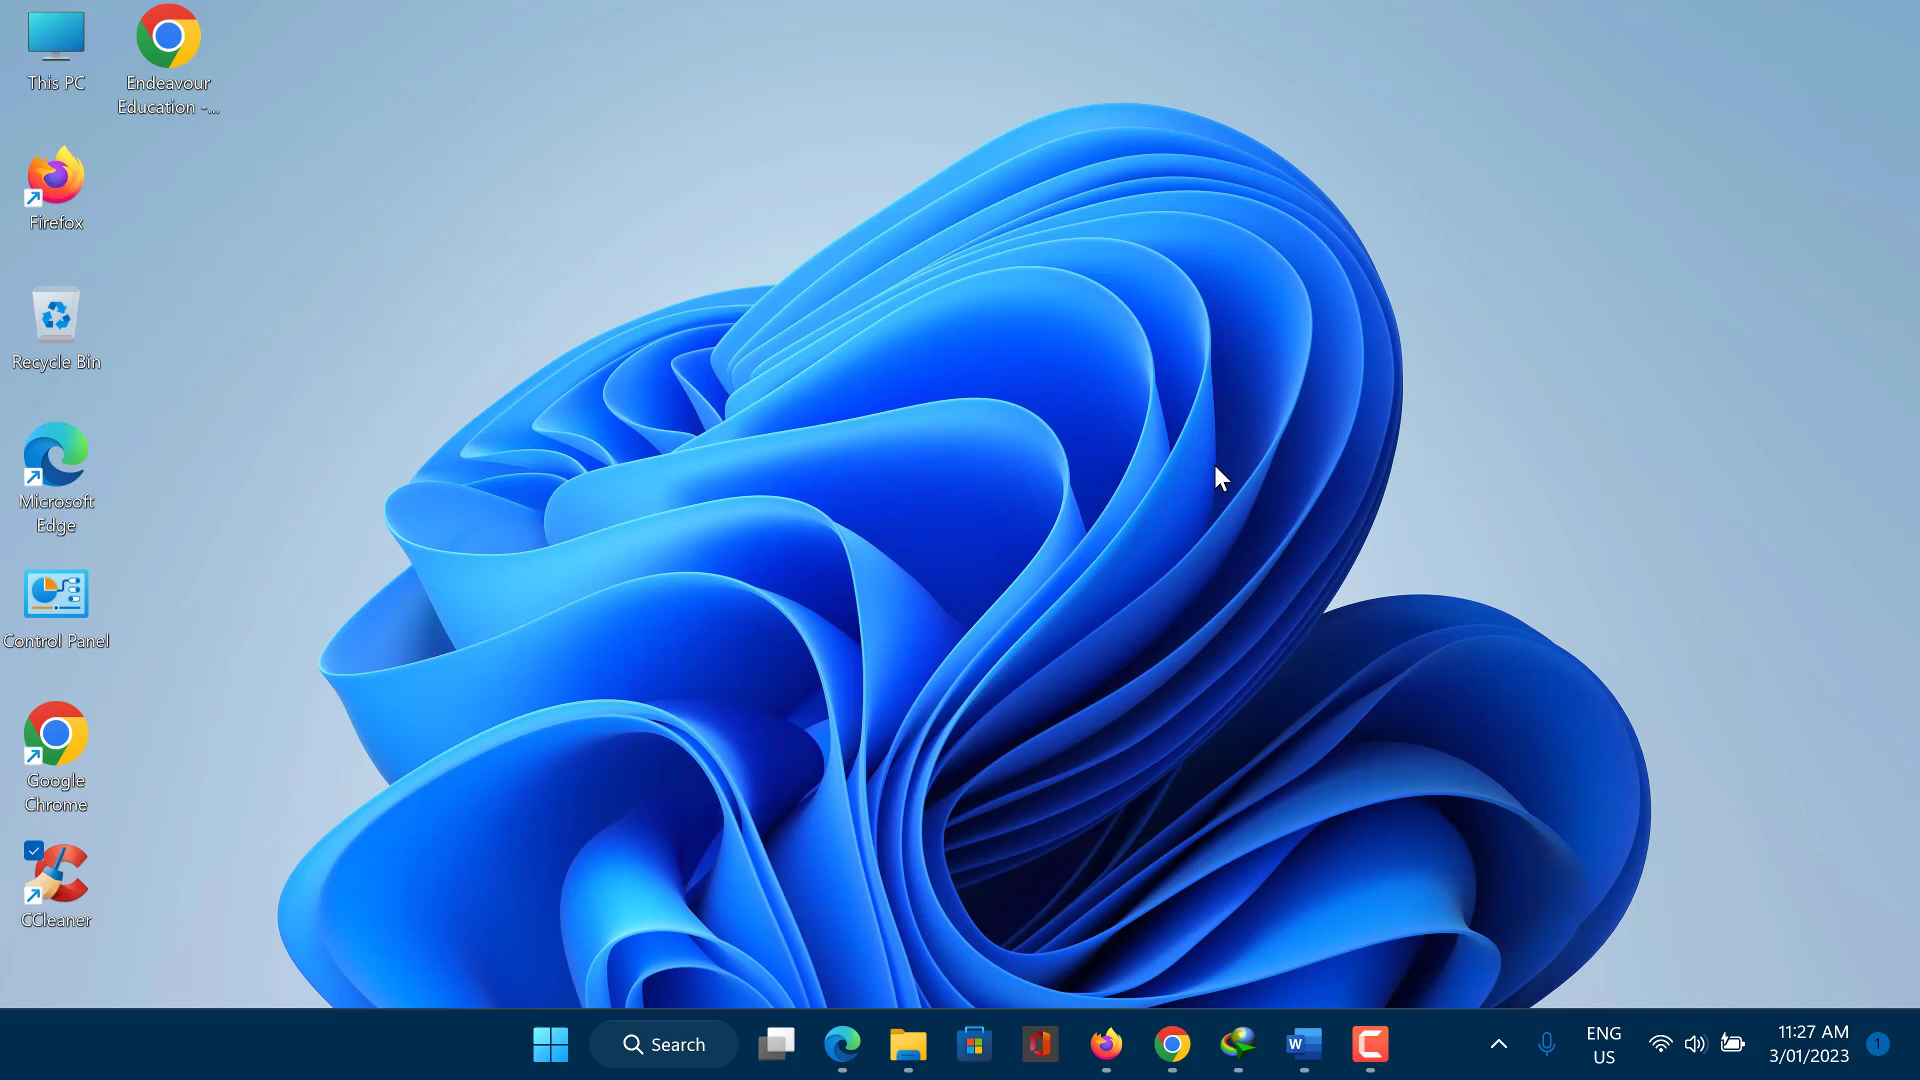 This PC
Endeavour
Education -...
Firefox
Recycle Bin
Microsoft
Edge
Control Panel
Google
Chrome
CCleaner
Search
W
ENG
US
11:27 AM
3/01/2023
1